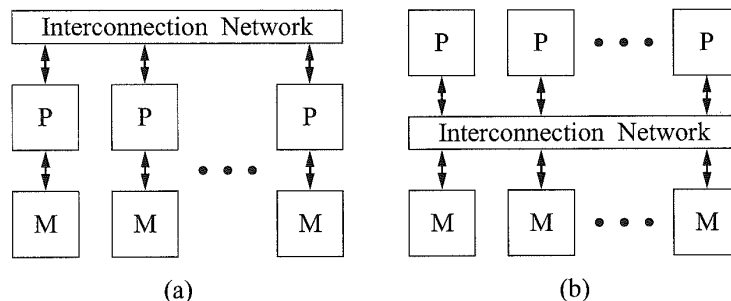 Interconnection Network
P P P
M M M
(a)
P P P
Interconnection Network
M M M
(b)